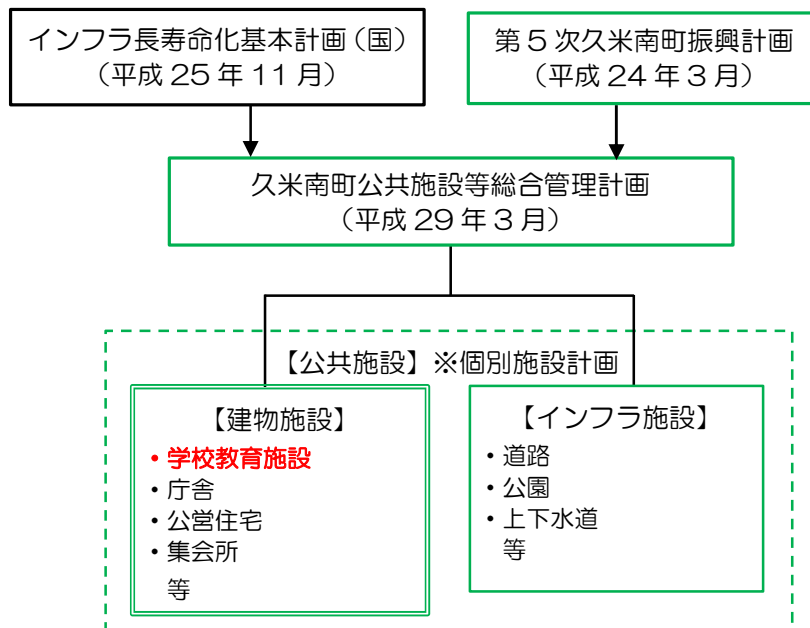 インフラ長寿命化基本計画（国）
（平成 25 年 11 月）
第 5 次久米南町振興計画
（平成 24 年 3 月）
久米南町公共施設等総合管理計画
（平成 29 年 3 月）
【公共施設】※個別施設計画
【建物施設】
・学校教育施設
・庁舎
・公営住宅
・集会所
等
【インフラ施設】
・道路
・公園
・上下水道
等